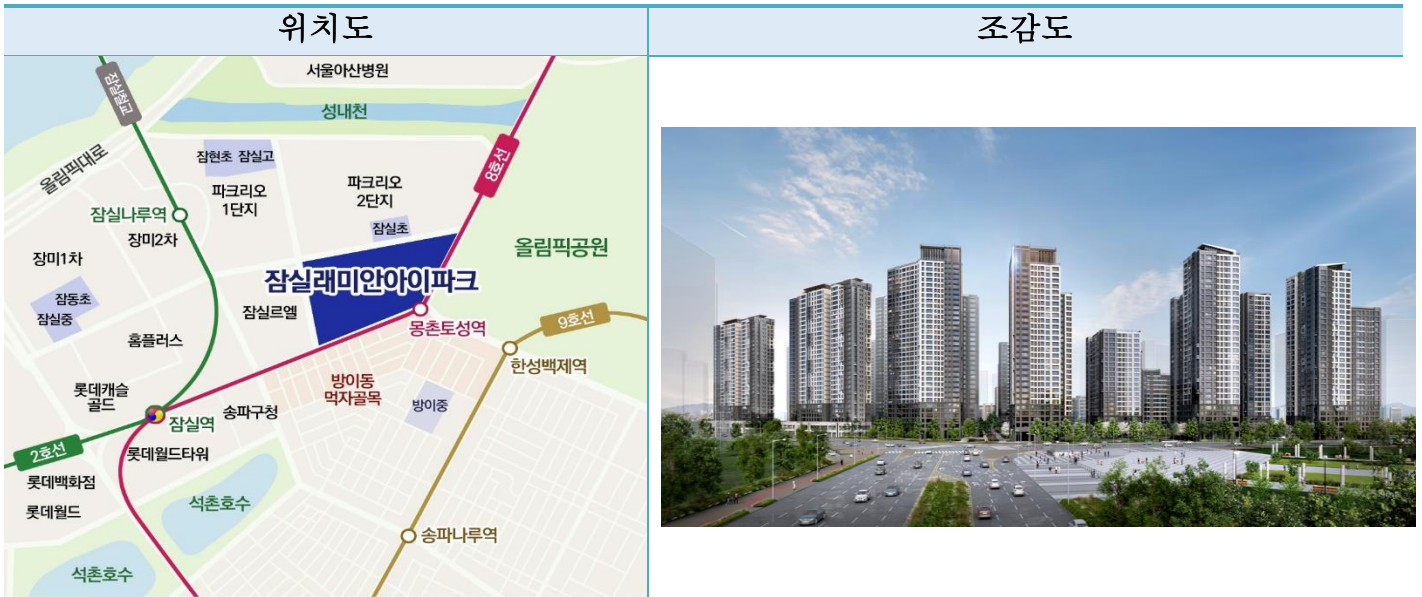 위치도
조감도
서울아산병원
잠실철교
성내천
8호선
올림픽대로
잠현초 잠실고
파크리오
1단지
파크리오
2단지
잠실나루역
장미2차
잠실초
올림픽공원
장미1차
잠실래미안아이파크
잠동초
잠실중
잠실르엘
몽촌토성역
9호선
홈플러스
한성백제역
롯데캐슬
골드
방이동
먹자골목
방이중
잠실역
송파구청
2호선
롯데월드타워
롯데백화점
석촌호수
롯데월드
송파나루역
석촌호수